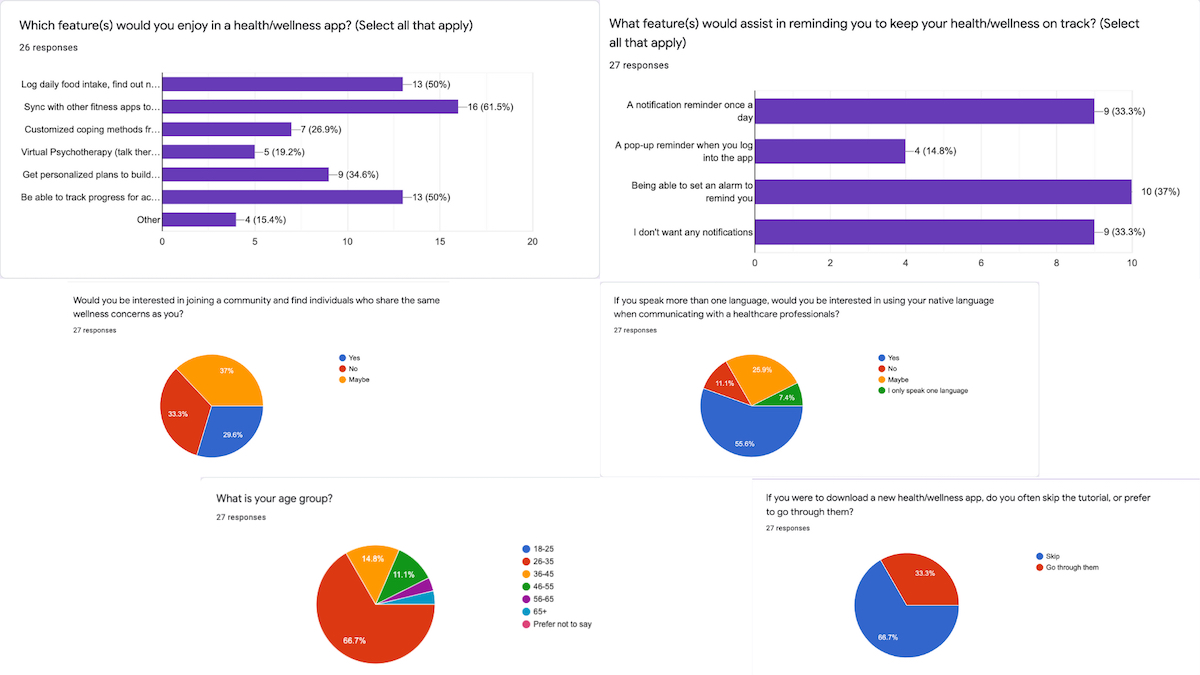 Which feature(s) would you enjoy in a health/wellness app? (Select all that apply)
26 responses
Log daily food intake, find out n...
13 (50%)
Sync with other fitness apps to...
16 (61.5%)
Customized coping methods fr...
7 (26.9%)
Virtual Psychotherapy (talk ther...
5 (19.2%)
Get personalized plans to build...
9 (34.6%)
Be able to track progress for ac...
13 (50%)
Other
4 (15.4%)
0 5 10 15 20
What feature(s) would assist in reminding you to keep your health/wellness on track? (Select
all that apply)
27 responses
A notification reminder once a
day
9 (33.3%)
A pop-up reminder when you log
into the app
4 (14.8%)
Being able to set an alarm to
remind you
10 (37%)
I don't want any notifications
9 (33.3%)
0 2 4 6 8 10
Would you be interested in joining a community and find individuals who share the same
wellness concerns as you?
27 responses
37%
33.3%
29.6%
Yes
No
Maybe
If you speak more than one language, would you be interested in using your native language
when communicating with a healthcare professionals?
27 responses
25.9%
11.1%
7.4%
55.6%
Yes
No
Maybe
I only speak one language
What is your age group?
27 responses
14.8%
11.1%
66.7%
18-25
26-35
36-45
46-55
56-65
65+
Prefer not to say
If you were to download a new health/wellness app, do you often skip the tutorial, or prefer
to go through them?
27 responses
33.3%
66.7%
Skip
Go through them